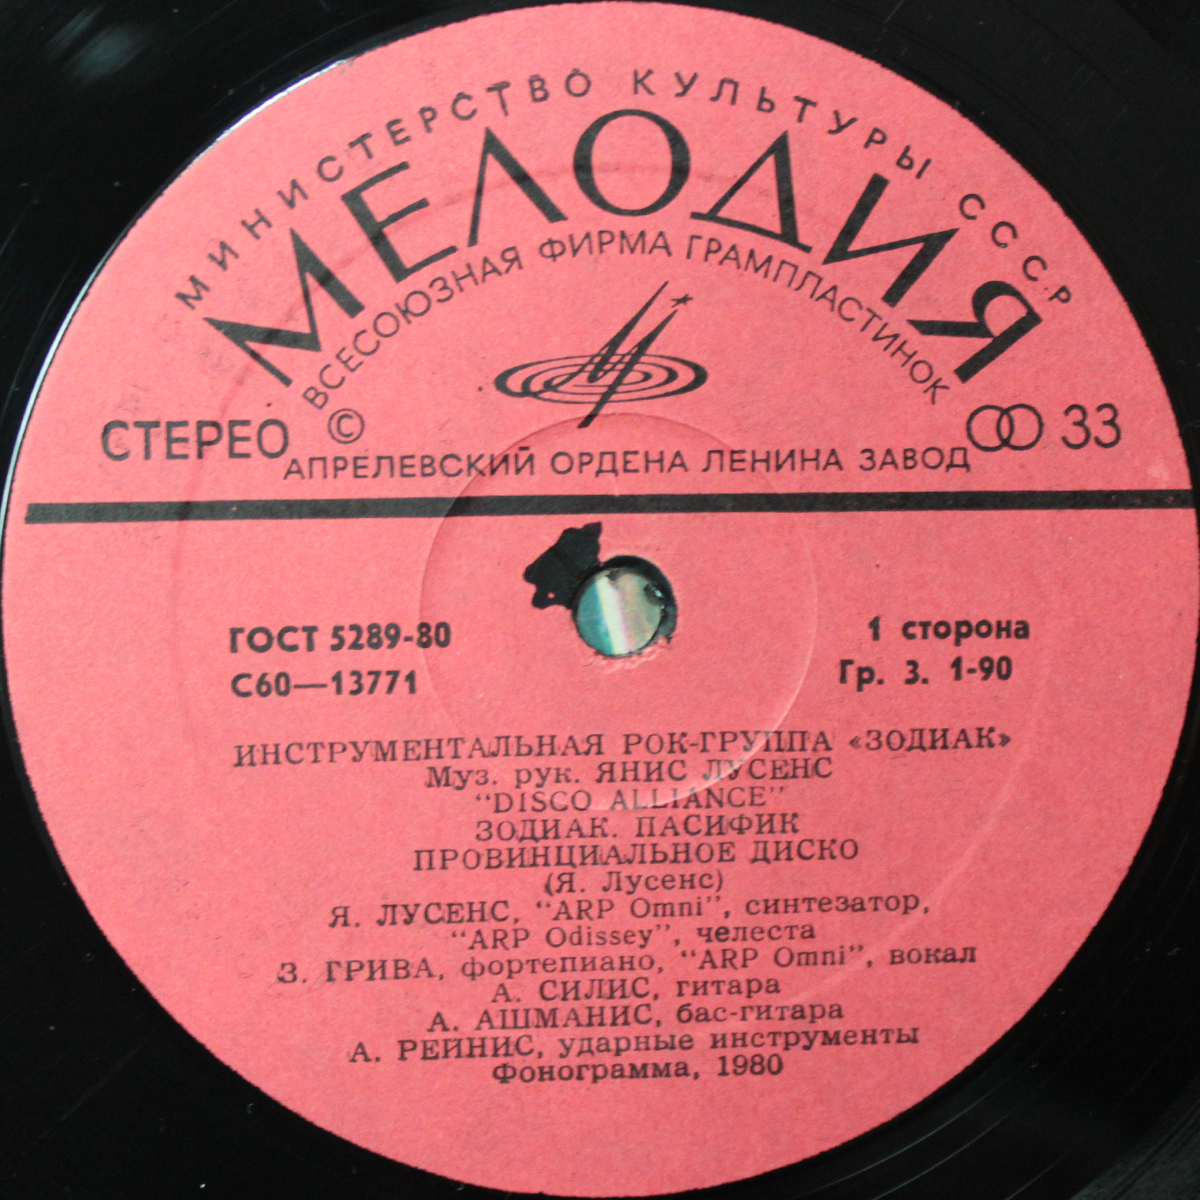 МИНИСТЕРСТВО КУЛЬТУРЫ СССР
МЕЛОДИЯ
ВСЕСОЮЗНАЯ ФИРМА ГРАМПЛАСТИНОК
СТЕРЕО © 33
АПРЕЛЕВСКИЙ ОРДЕНА ЛЕНИНА ЗАВОД
ГОСТ 5289-80 1 сторона
С60—13771 Гр. 3. 1-90
ИНСТРУМЕНТАЛЬНАЯ РОК-ГРУППА «ЗОДИАК»
Муз. рук. ЯНИС ЛУСЕНС
"DISCO ALLIANCE"
ЗОДИАК. ПАСИФИК
ПРОВИНЦИАЛЬНОЕ ДИСКО
(Я. Лусенс)
Я. ЛУСЕНС, "ARP Omni", синтезатор,
"ARP Odissey", челеста
З. ГРИВА, фортепиано, "ARP Omni", вокал
А. СИЛИС, гитара
А. АШМАНИС, бас-гитара
А. РЕЙНИС, ударные инструменты
Фонограмма, 1980